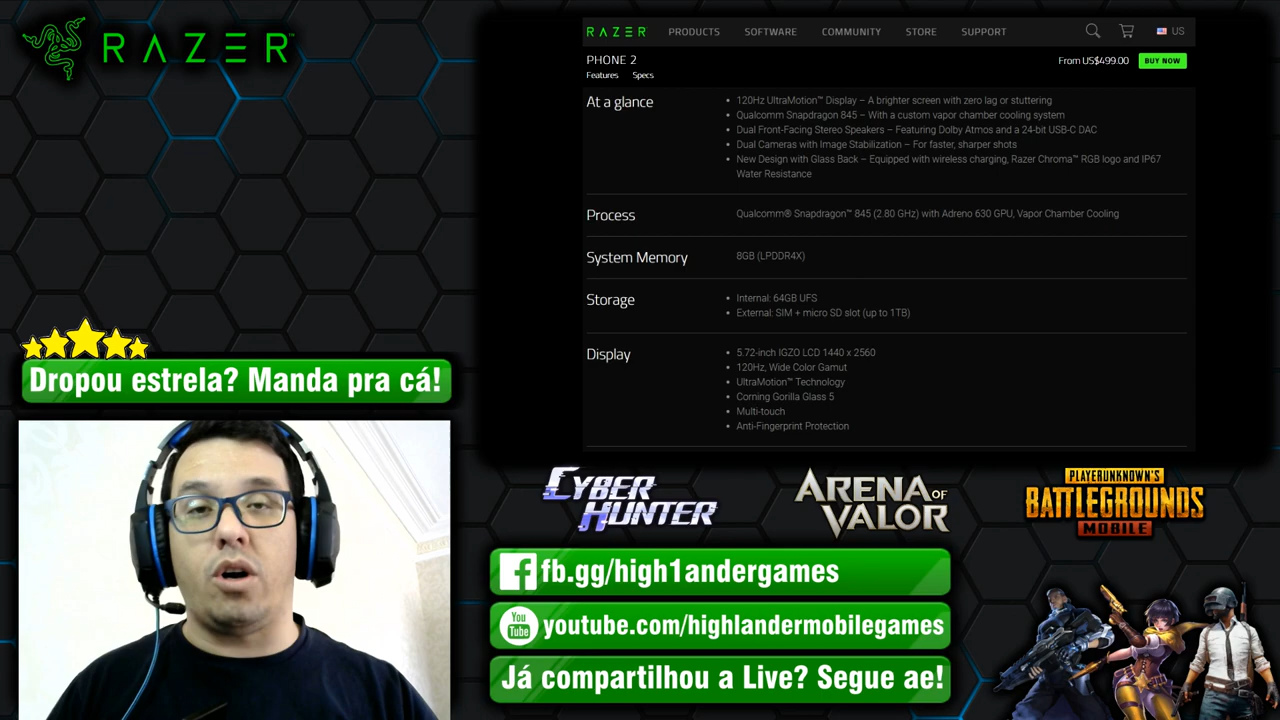 RAZER™
RAZER PRODUCTS SOFTWARE COMMUNITY STORE SUPPORT US
PHONE 2
From US$499.00 BUY NOW
Features Specs
At a glance
• 120Hz UltraMotion™ Display – A brighter screen with zero lag or stuttering
• Qualcomm Snapdragon 845 – With a custom vapor chamber cooling system
• Dual Front-Facing Stereo Speakers – Featuring Dolby Atmos and a 24-bit USB-C DAC
• Dual Cameras with Image Stabilization – For faster, sharper shots
• New Design with Glass Back – Equipped with wireless charging, Razer Chroma™ RGB logo and IP67
Water Resistance
Process
Qualcomm® Snapdragon™ 845 (2.80 GHz) with Adreno 630 GPU, Vapor Chamber Cooling
System Memory
8GB (LPDDR4X)
Storage
• Internal: 64GB UFS
• External: SIM + micro SD slot (up to 1TB)
Display
• 5.72-inch IGZO LCD 1440 x 2560
• 120Hz, Wide Color Gamut
• UltraMotion™ Technology
• Corning Gorilla Glass 5
• Multi-touch
• Anti-Fingerprint Protection
Dropou estrela? Manda pra cá!
CYBER
HUNTER
ARENA OF
VALOR
PLAYERUNKNOWN'S
BATTLEGROUNDS
MOBILE
fb.gg/high1andergames
You
Tube
youtube.com/highlandermobilegames
Já compartilhou a Live? Segue ae!